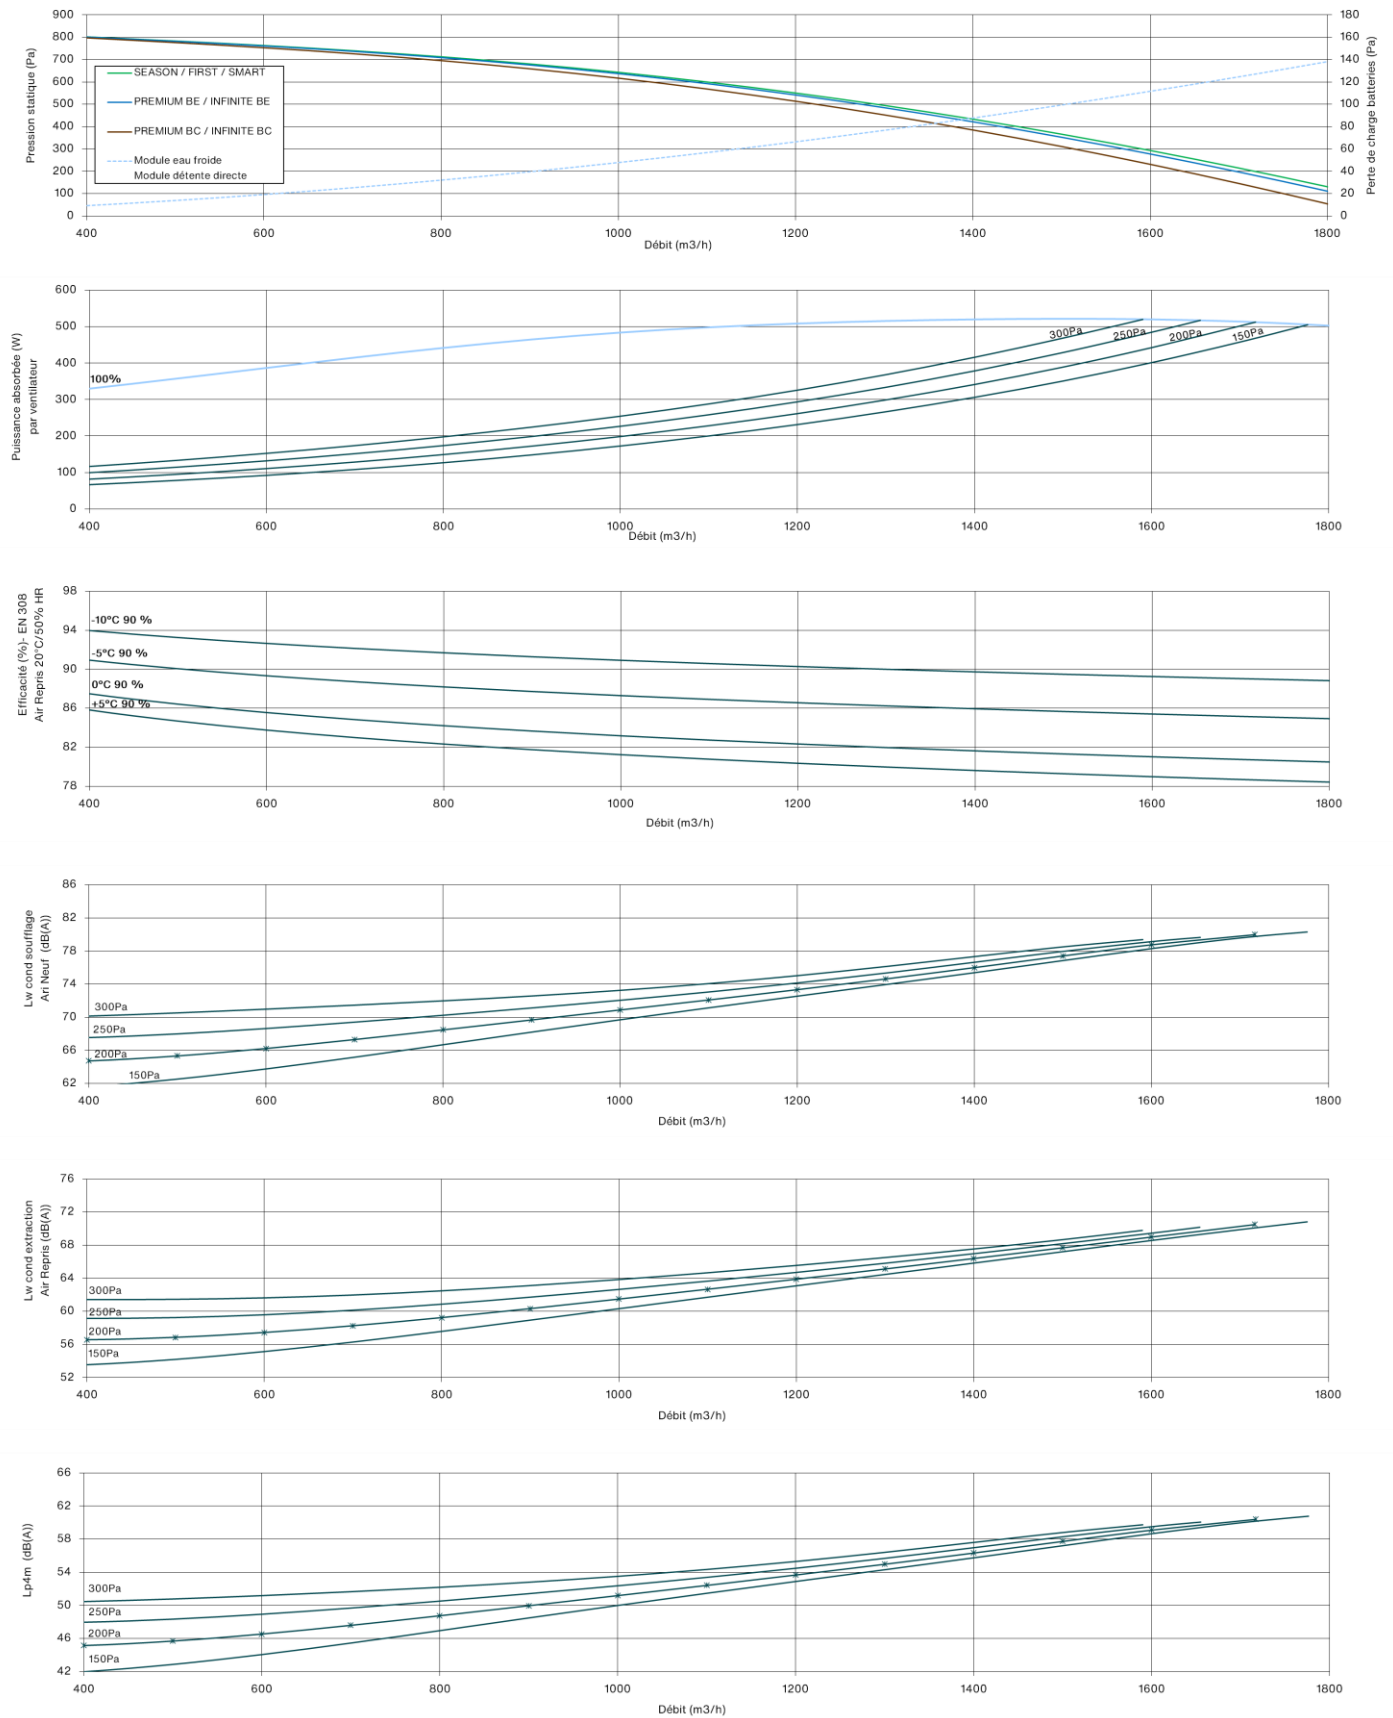 Pression statique (Pa)
900
800
700
600
500
400
300
200
100
0
SEASON / FIRST / SMART
PREMIUM BE / INFINITE BE
PREMIUM BC / INFINITE BC
Module eau froide
Module détente directe
180
160
140
120
100
80
60
40
20
0
Perte de charge batteries (Pa)
400 600 800 1000 1200 1400 1600 1800
Débit (m3/h)
Puissance absorbée (W)
par ventilateur
600
500
400
300
200
100
0
100%
300Pa 250Pa 200Pa 150Pa
400 600 800 1000 1200 1400 1600 1800
Débit (m3/h)
Efficacité (%)- EN 308
Air Repris 20°C/50% HR
98
94
90
86
82
78
-10°C 90 %
-5°C 90 %
0°C 90 %
+5°C 90 %
400 600 800 1000 1200 1400 1600 1800
Débit (m3/h)
Lw cond soufflage
Ari Neuf (dB(A))
86
82
78
74
70
66
62
300Pa
250Pa
200Pa
150Pa
400 600 800 1000 1200 1400 1600 1800
Débit (m3/h)
Lw cond extraction
Air Repris (dB(A))
76
72
68
64
60
56
52
300Pa
250Pa
200Pa
150Pa
400 600 800 1000 1200 1400 1600 1800
Débit (m3/h)
Lp4m (dB(A))
66
62
58
54
50
46
42
300Pa
250Pa
200Pa
150Pa
400 600 800 1000 1200 1400 1600 1800
Débit (m3/h)